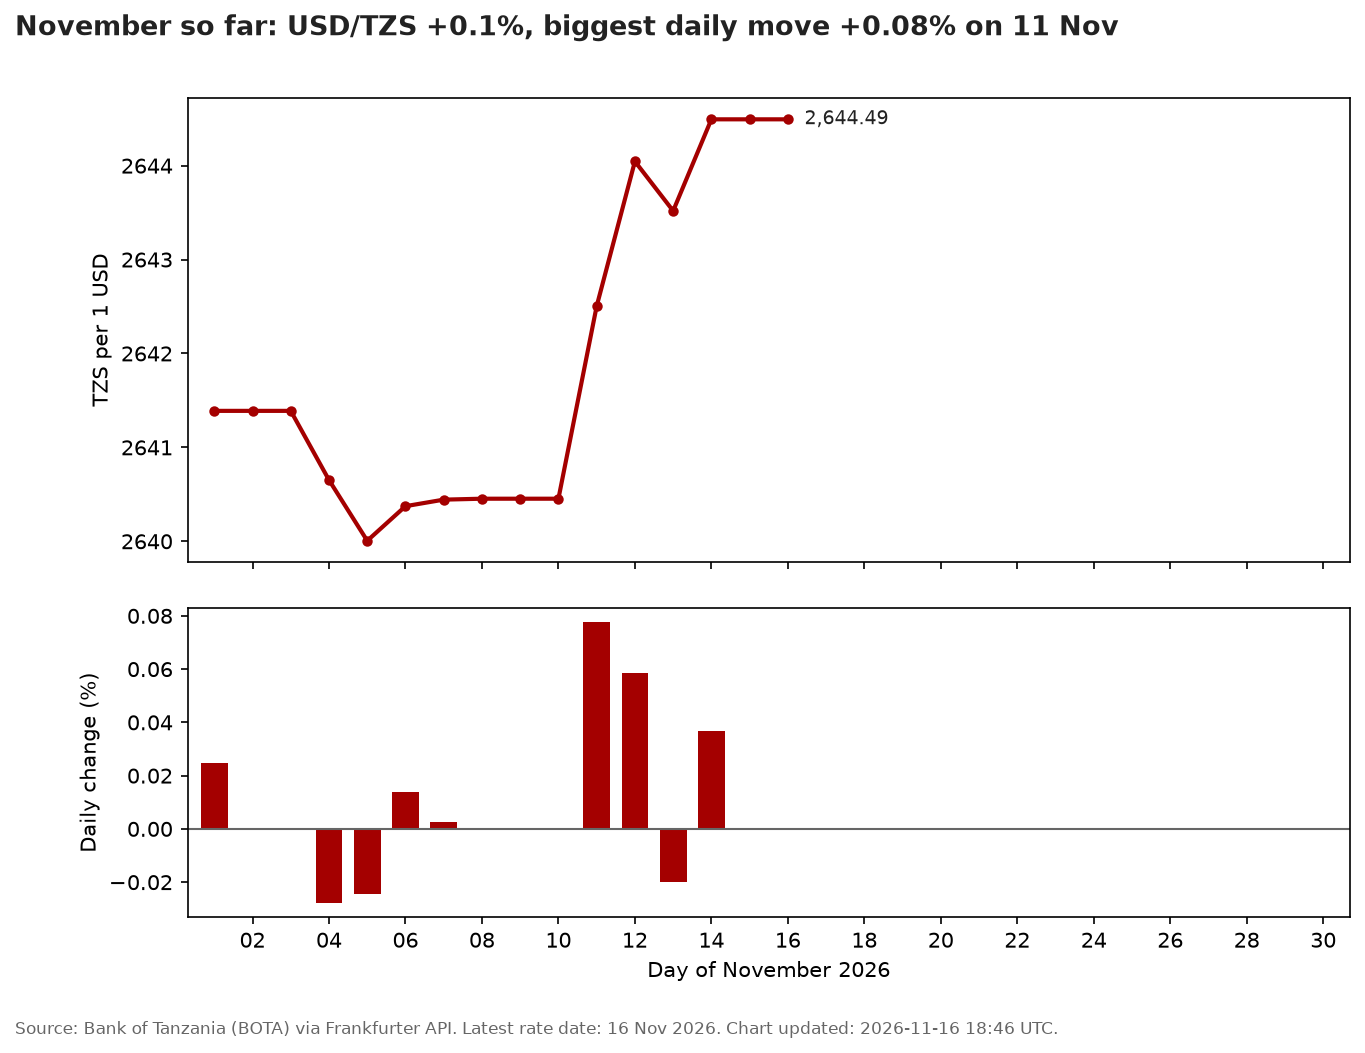 November so far: USD/TZS +0.1%, biggest daily move +0.08% on 11 Nov
2,644.49
2644
2643
2642
2641
2640
TZS per 1 USD
0.08
0.06
0.04
0.02
0.00
−0.02
Daily change (%)
02 04 06 08 10 12 14 16 18 20 22 24 26 28 30
Day of November 2026
Source: Bank of Tanzania (BOTA) via Frankfurter API. Latest rate date: 16 Nov 2026. Chart updated: 2026-11-16 18:46 UTC.